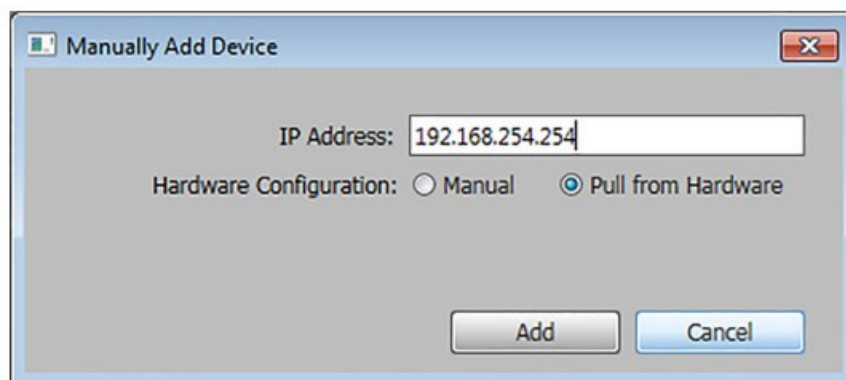 Manually Add Device
IP Address: 192.168.254.254
Hardware Configuration: Manual Pull from Hardware
Add Cancel